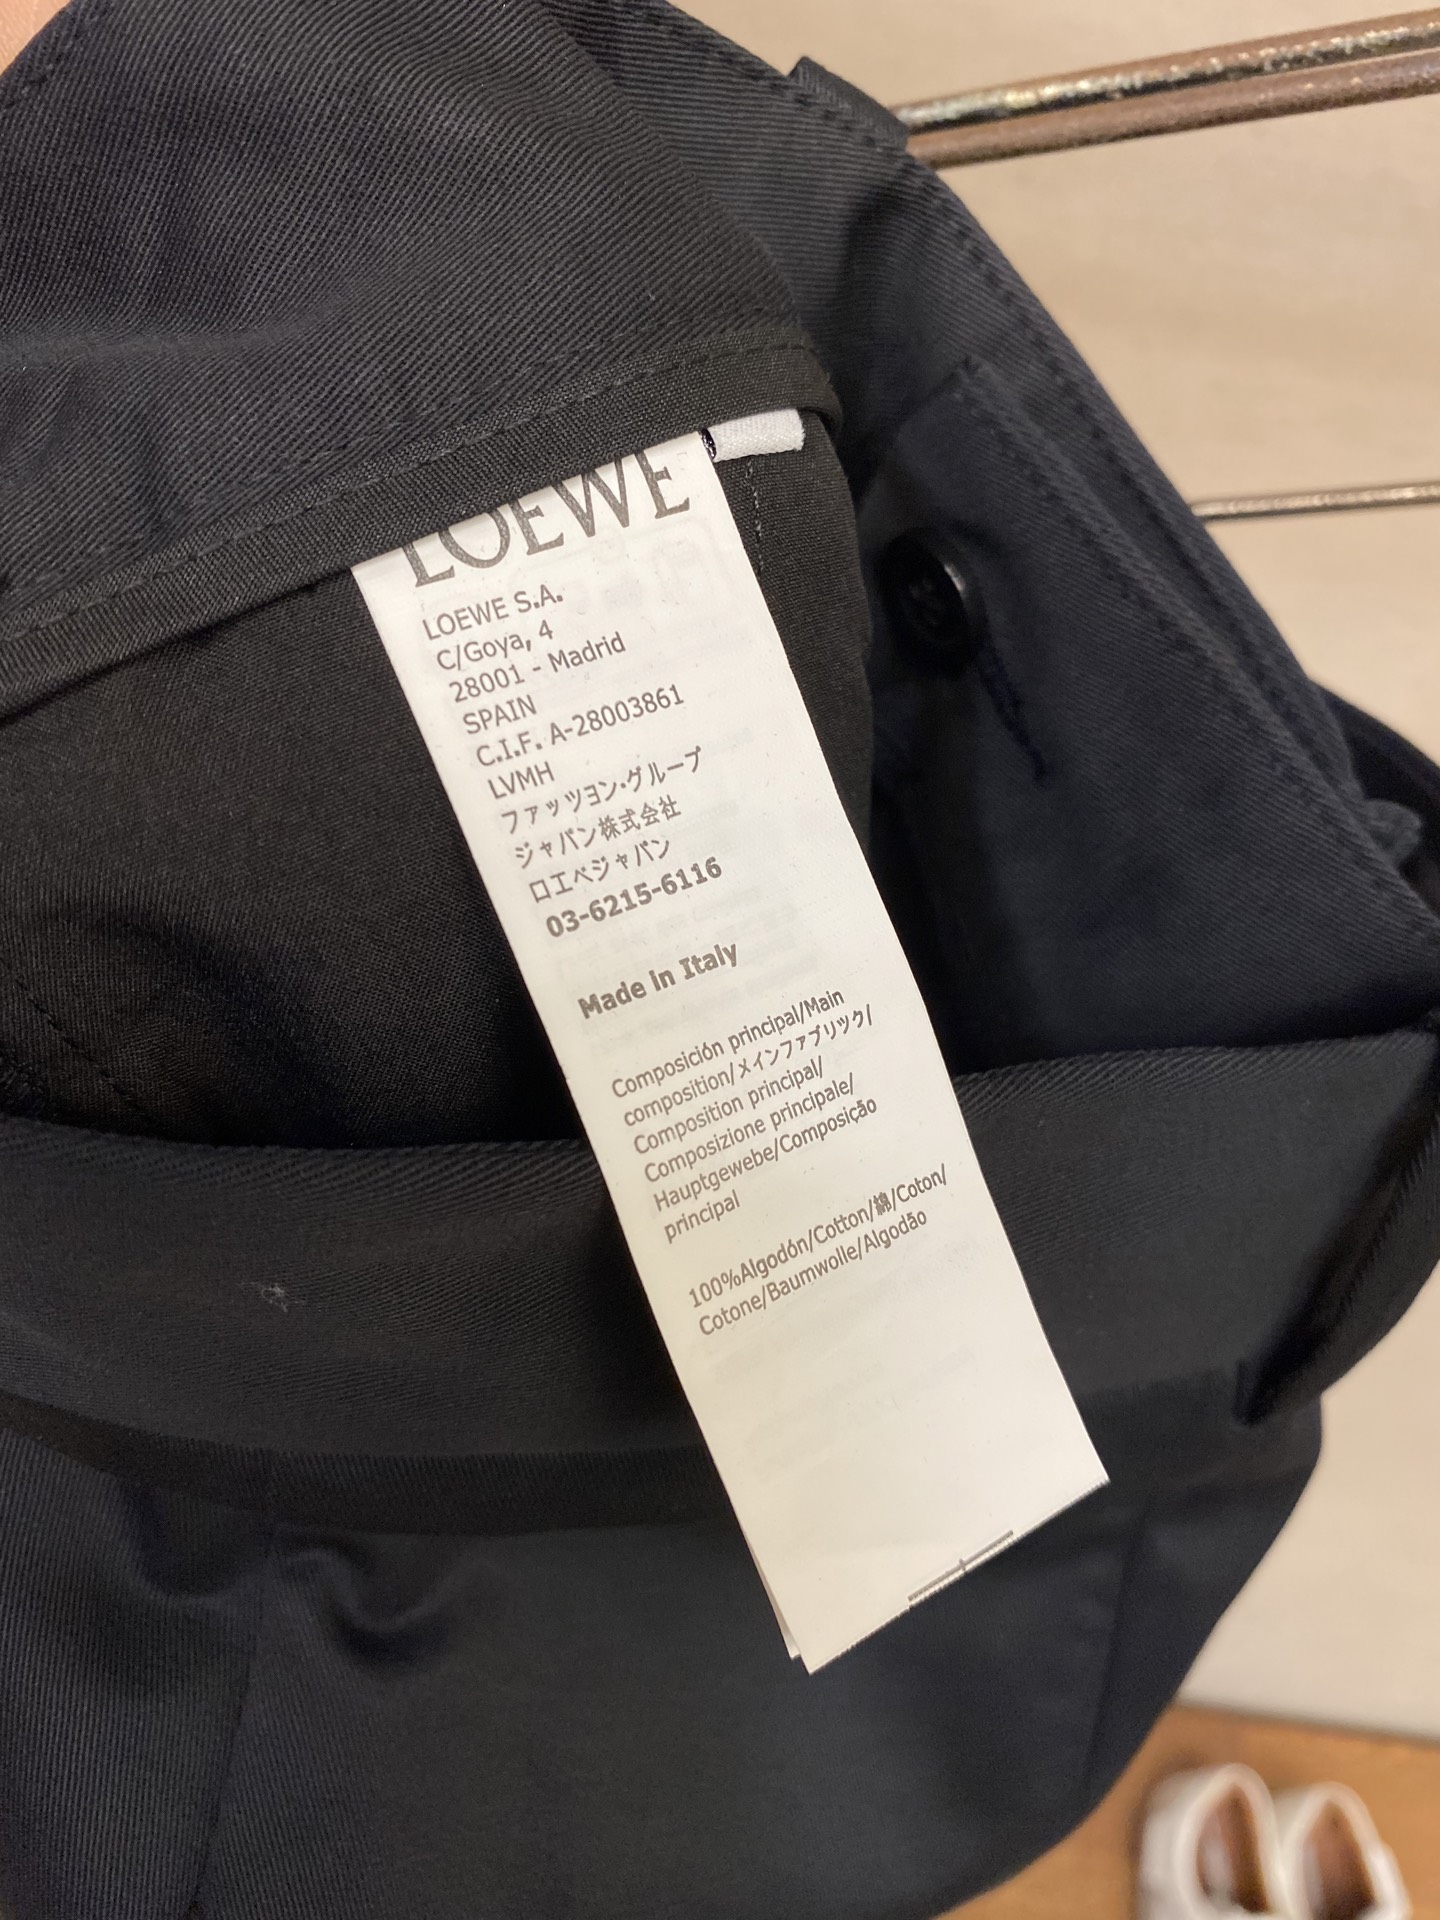 LOEWE
LOEWE S.A.
C/Goya, 4
28001 - Madrid
SPAIN
C.I.F. A-28003861
LVMH
ファッツヨン・グループ
ジャパン株式会社
ロエベジャパン
03-6215-6116
Made in Italy
Composición principal/Main
composition/メインファブリック/
Composition principal/
Composizione principale/
Hauptgewebe/Composição
principal
100%Algodón/Cotton/綿/Coton/
Cotone/Baumwolle/Algodão